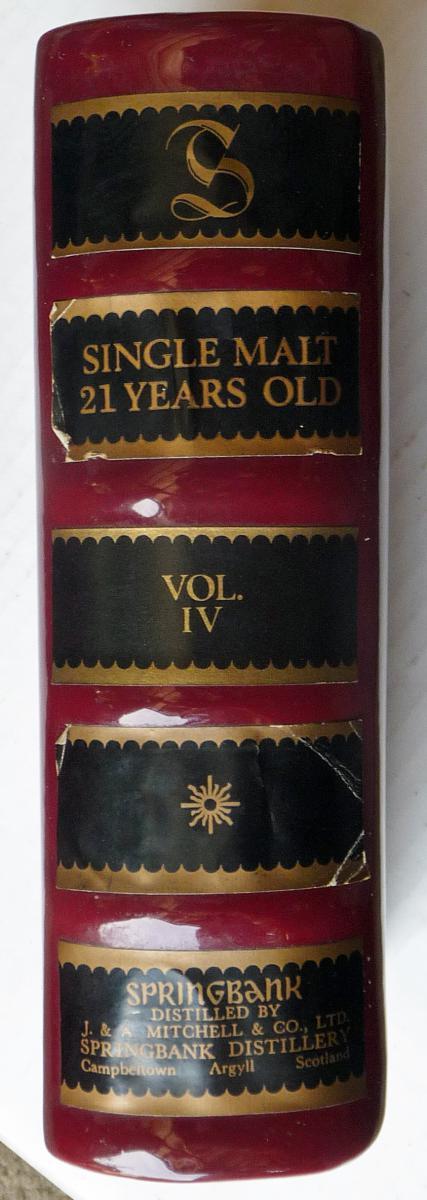 S
SINGLE MALT
21 YEARS OLD
VOL.
IV
SPRINGBANK
DISTILLED BY
J. & A. MITCHELL & CO., LTD.
SPRINGBANK DISTILLERY
Campbeltown Argyll Scotland